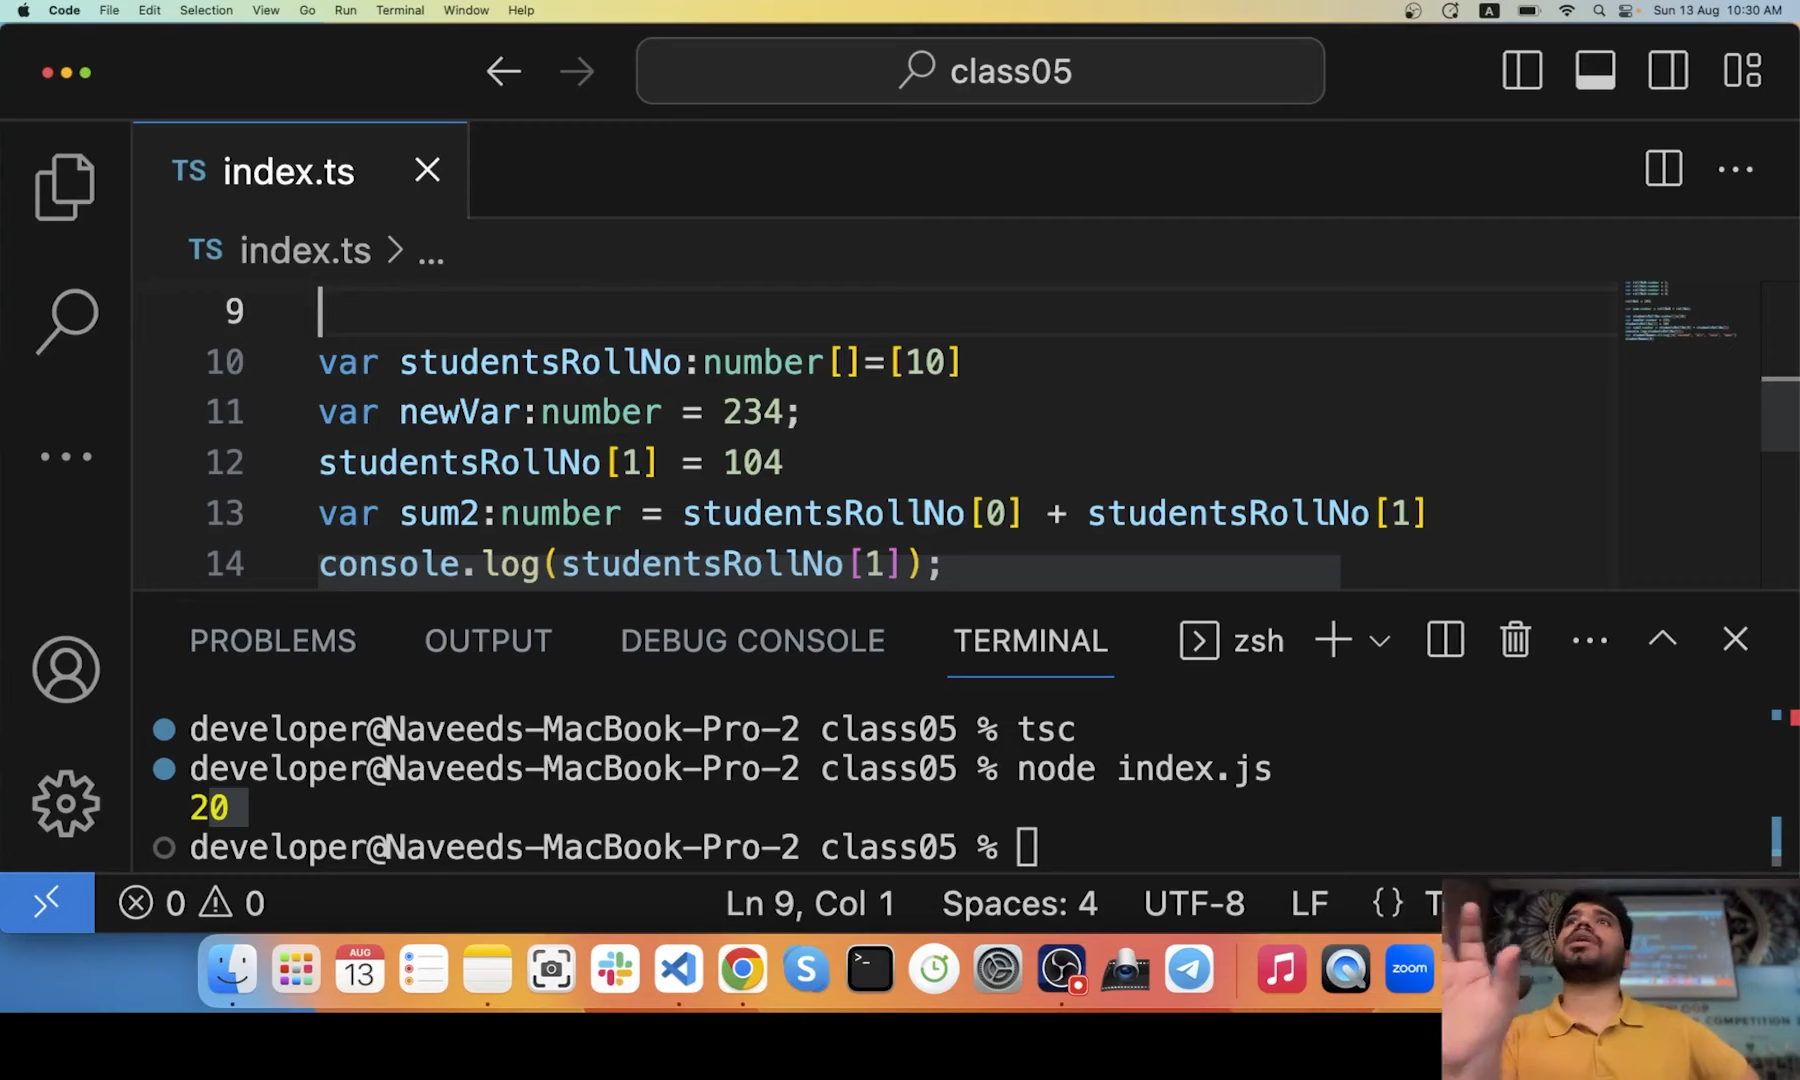 Code File Edit Selection View Go Run Terminal Window Help A Sun 13 Aug 10:30 AM
class05
TS index.ts
TS index.ts > ...
9
10 var studentsRollNo:number[]=[10]
11 var newVar:number = 234;
12 studentsRollNo[1] = 104
13 var sum2:number = studentsRollNo[0] + studentsRollNo[1]
14 console.log(studentsRollNo[1]);
PROBLEMS OUTPUT DEBUG CONSOLE TERMINAL zsh
developer@Naveeds-MacBook-Pro-2 class05 % tsc
developer@Naveeds-MacBook-Pro-2 class05 % node index.js
20
developer@Naveeds-MacBook-Pro-2 class05 %
0 0 Ln 9, Col 1 Spaces: 4 UTF-8 LF {} T
AUG
13
S
zoom
COMPETITION